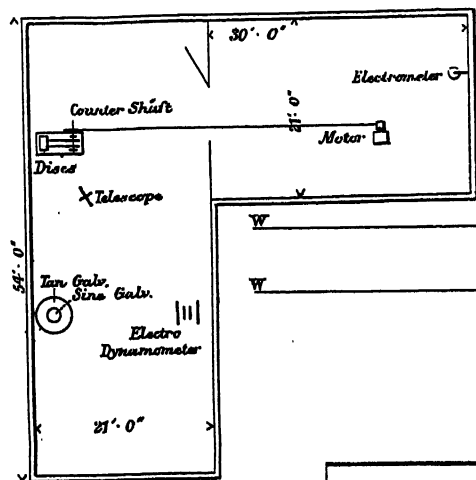 30'·0"
Electrometer
Counter Shaft
21'·0"
Motor
Discs
Telescope
W
54'·0"
W
Tan Galv.
Sine Galv.
Electro
Dynamometer
21'·0"